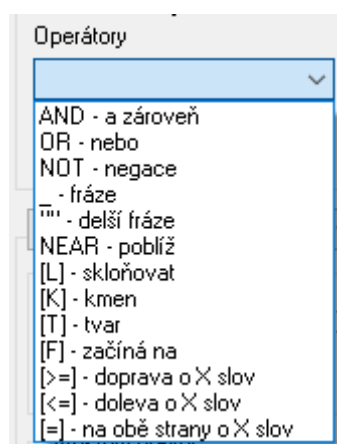 Operátory
AND - a zároveň
OR - nebo
NOT - negace
_ - fráze
"" - delší fráze
NEAR - poblíž
[L] - skloňovat
[K] - kmen
[T] - tvar
[F] - začíná na
[>=] - doprava o X slov
[<=] - doleva o X slov
[=] - na obě strany o X slov